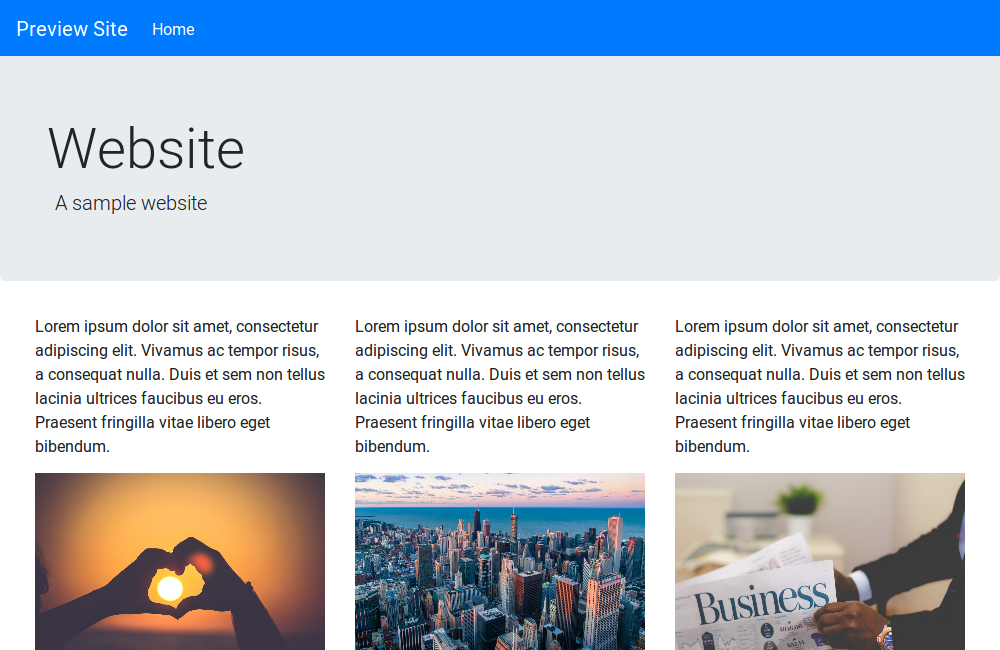 Preview Site Home
Website
A sample website
Lorem ipsum dolor sit amet, consectetur
adipiscing elit. Vivamus ac tempor risus,
a consequat nulla. Duis et sem non tellus
lacinia ultrices faucibus eu eros.
Praesent fringilla vitae libero eget
bibendum.
Lorem ipsum dolor sit amet, consectetur
adipiscing elit. Vivamus ac tempor risus,
a consequat nulla. Duis et sem non tellus
lacinia ultrices faucibus eu eros.
Praesent fringilla vitae libero eget
bibendum.
Lorem ipsum dolor sit amet, consectetur
adipiscing elit. Vivamus ac tempor risus,
a consequat nulla. Duis et sem non tellus
lacinia ultrices faucibus eu eros.
Praesent fringilla vitae libero eget
bibendum.
Business